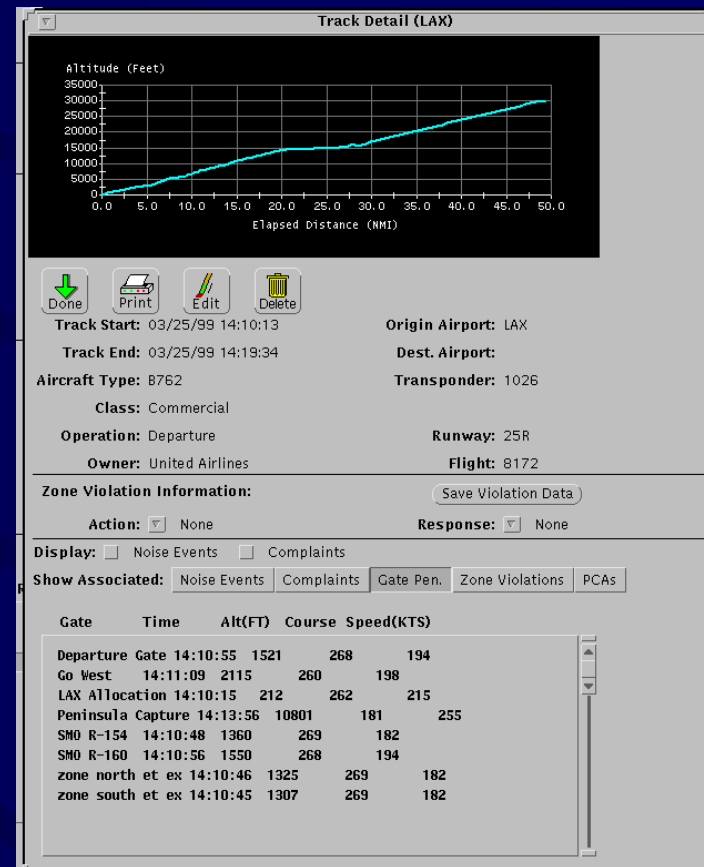 Track Detail (LAX)
Altitude (Feet)
35000
30000
25000
20000
15000
10000
5000
0
0.0 5.0 10.0 15.0 20.0 25.0 30.0 35.0 40.0 45.0 50.0
Elapsed Distance (NMI)
Done Print Edit Delete
Track Start: 03/25/99 14:10:13 Origin Airport: LAX
Track End: 03/25/99 14:19:34 Dest. Airport:
Aircraft Type: B762 Transponder: 1026
Class: Commercial
Operation: Departure Runway: 25R
Owner: United Airlines Flight: 8172
Zone Violation Information: Save Violation Data
Action: None Response: None
Display: Noise Events Complaints
Show Associated: Noise Events Complaints Gate Pen. Zone Violations PCAs
Gate Time Alt(FT) Course Speed(KTS)
Departure Gate 14:10:55 1521 268 194
Go West 14:11:09 2115 260 198
LAX Allocation 14:10:15 212 262 215
Peninsula Capture 14:13:56 10801 181 255
SMO R-154 14:10:48 1360 269 182
SMO R-160 14:10:56 1550 268 194
zone north et ex 14:10:46 1325 269 182
zone south et ex 14:10:45 1307 269 182